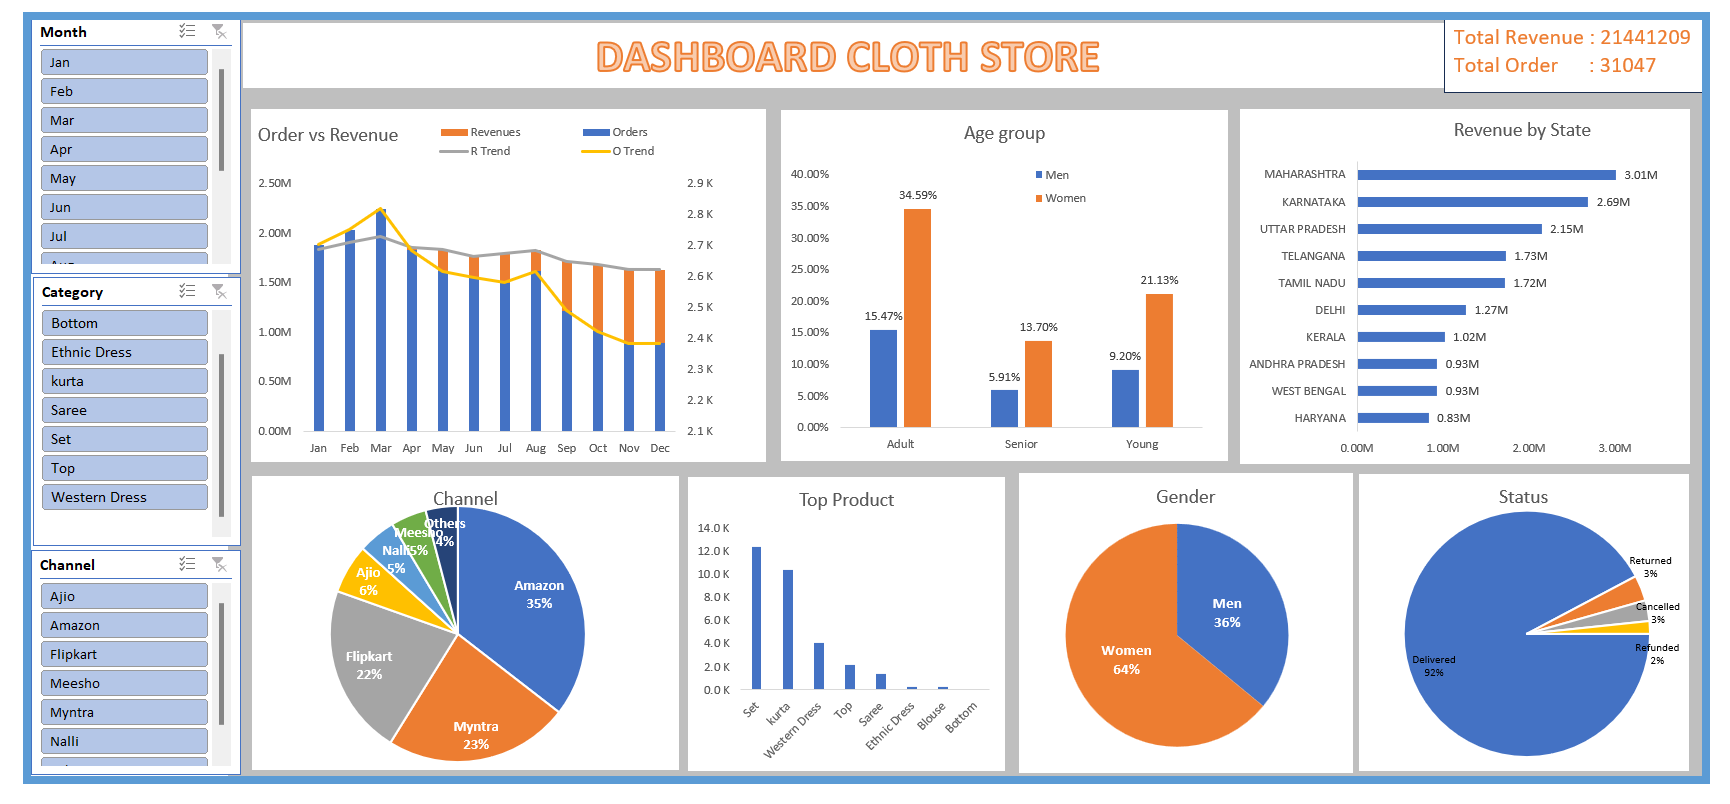 Month
Jan
Feb
Mar
Apr
May
Jun
Jul
Category
Bottom
Ethnic Dress
kurta
Saree
Set
Top
Western Dress
Channel
Ajio
Amazon
Flipkart
Meesho
Myntra
Nalli
DASHBOARD CLOTH STORE
Total Revenue : 21441209
Total Order : 31047
Order vs Revenue
Revenues Orders
R Trend O Trend
2.50M
2.00M
1.50M
1.00M
0.50M
0.00M
2.9 K
2.8 K
2.7 K
2.6 K
2.5 K
2.4 K
2.3 K
2.2 K
2.1 K
Jan Feb Mar Apr May Jun Jul Aug Sep Oct Nov Dec
Age group
Men
Women
40.00%
35.00%
30.00%
25.00%
20.00%
15.00%
10.00%
5.00%
0.00%
15.47% 34.59%
5.91% 13.70%
9.20% 21.13%
Adult Senior Young
Revenue by State
MAHARASHTRA 3.01M
KARNATAKA 2.69M
UTTAR PRADESH 2.15M
TELANGANA 1.73M
TAMIL NADU 1.72M
DELHI 1.27M
KERALA 1.02M
ANDHRA PRADESH 0.93M
WEST BENGAL 0.93M
HARYANA 0.83M
0.00M 1.00M 2.00M 3.00M
Channel
Others
4%
Meesho
5%
Nalli
5%
Ajio
6%
Amazon
35%
Flipkart
22%
Myntra
23%
Top Product
14.0 K
12.0 K
10.0 K
8.0 K
6.0 K
4.0 K
2.0 K
0.0 K
Set kurta Western Dress Top Saree Ethnic Dress Blouse Bottom
Gender
Men
36%
Women
64%
Status
Returned
3%
Cancelled
3%
Refunded
2%
Delivered
92%